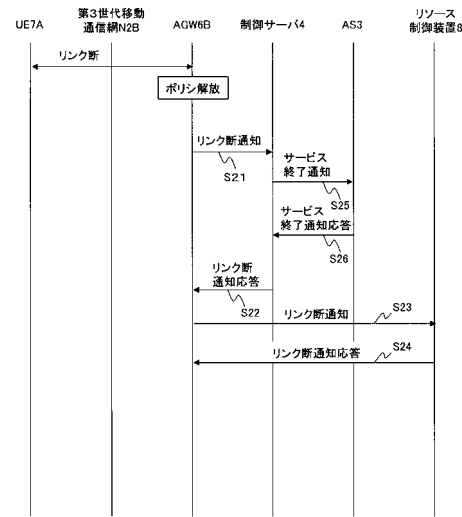 UE7A
第3世代移動
通信網N2B
AGW6B
制御サーバ4
AS3
リソース
制御装置8
リンク断
ポリシ解放
リンク断通知
S21
サービス
終了通知
S25
サービス
終了通知応答
S26
リンク断
通知応答
S22
リンク断通知
S23
リンク断通知応答
S24